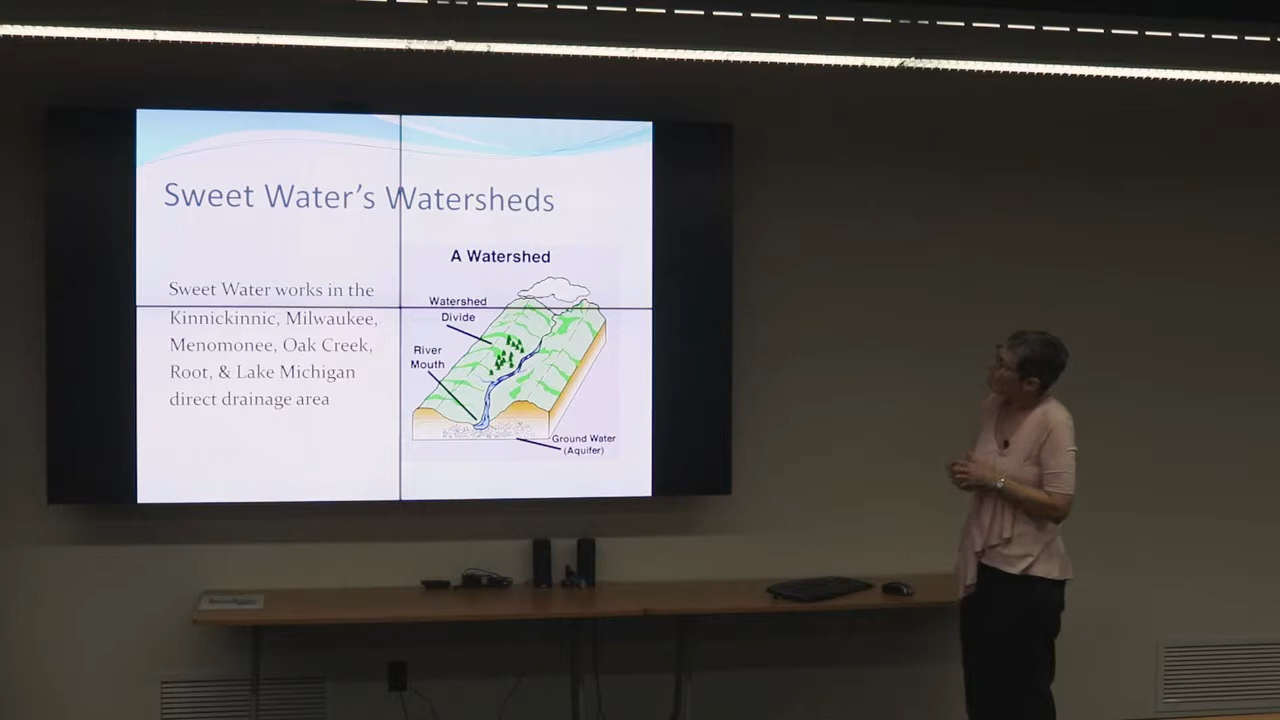 Sweet Water's Watersheds
Sweet Water works in the
Kinnickinnic, Milwaukee,
Menomonee, Oak Creek,
Root, & Lake Michigan
direct drainage area
A Watershed
Watershed
Divide
River
Mouth
Ground Water
(Aquifer)